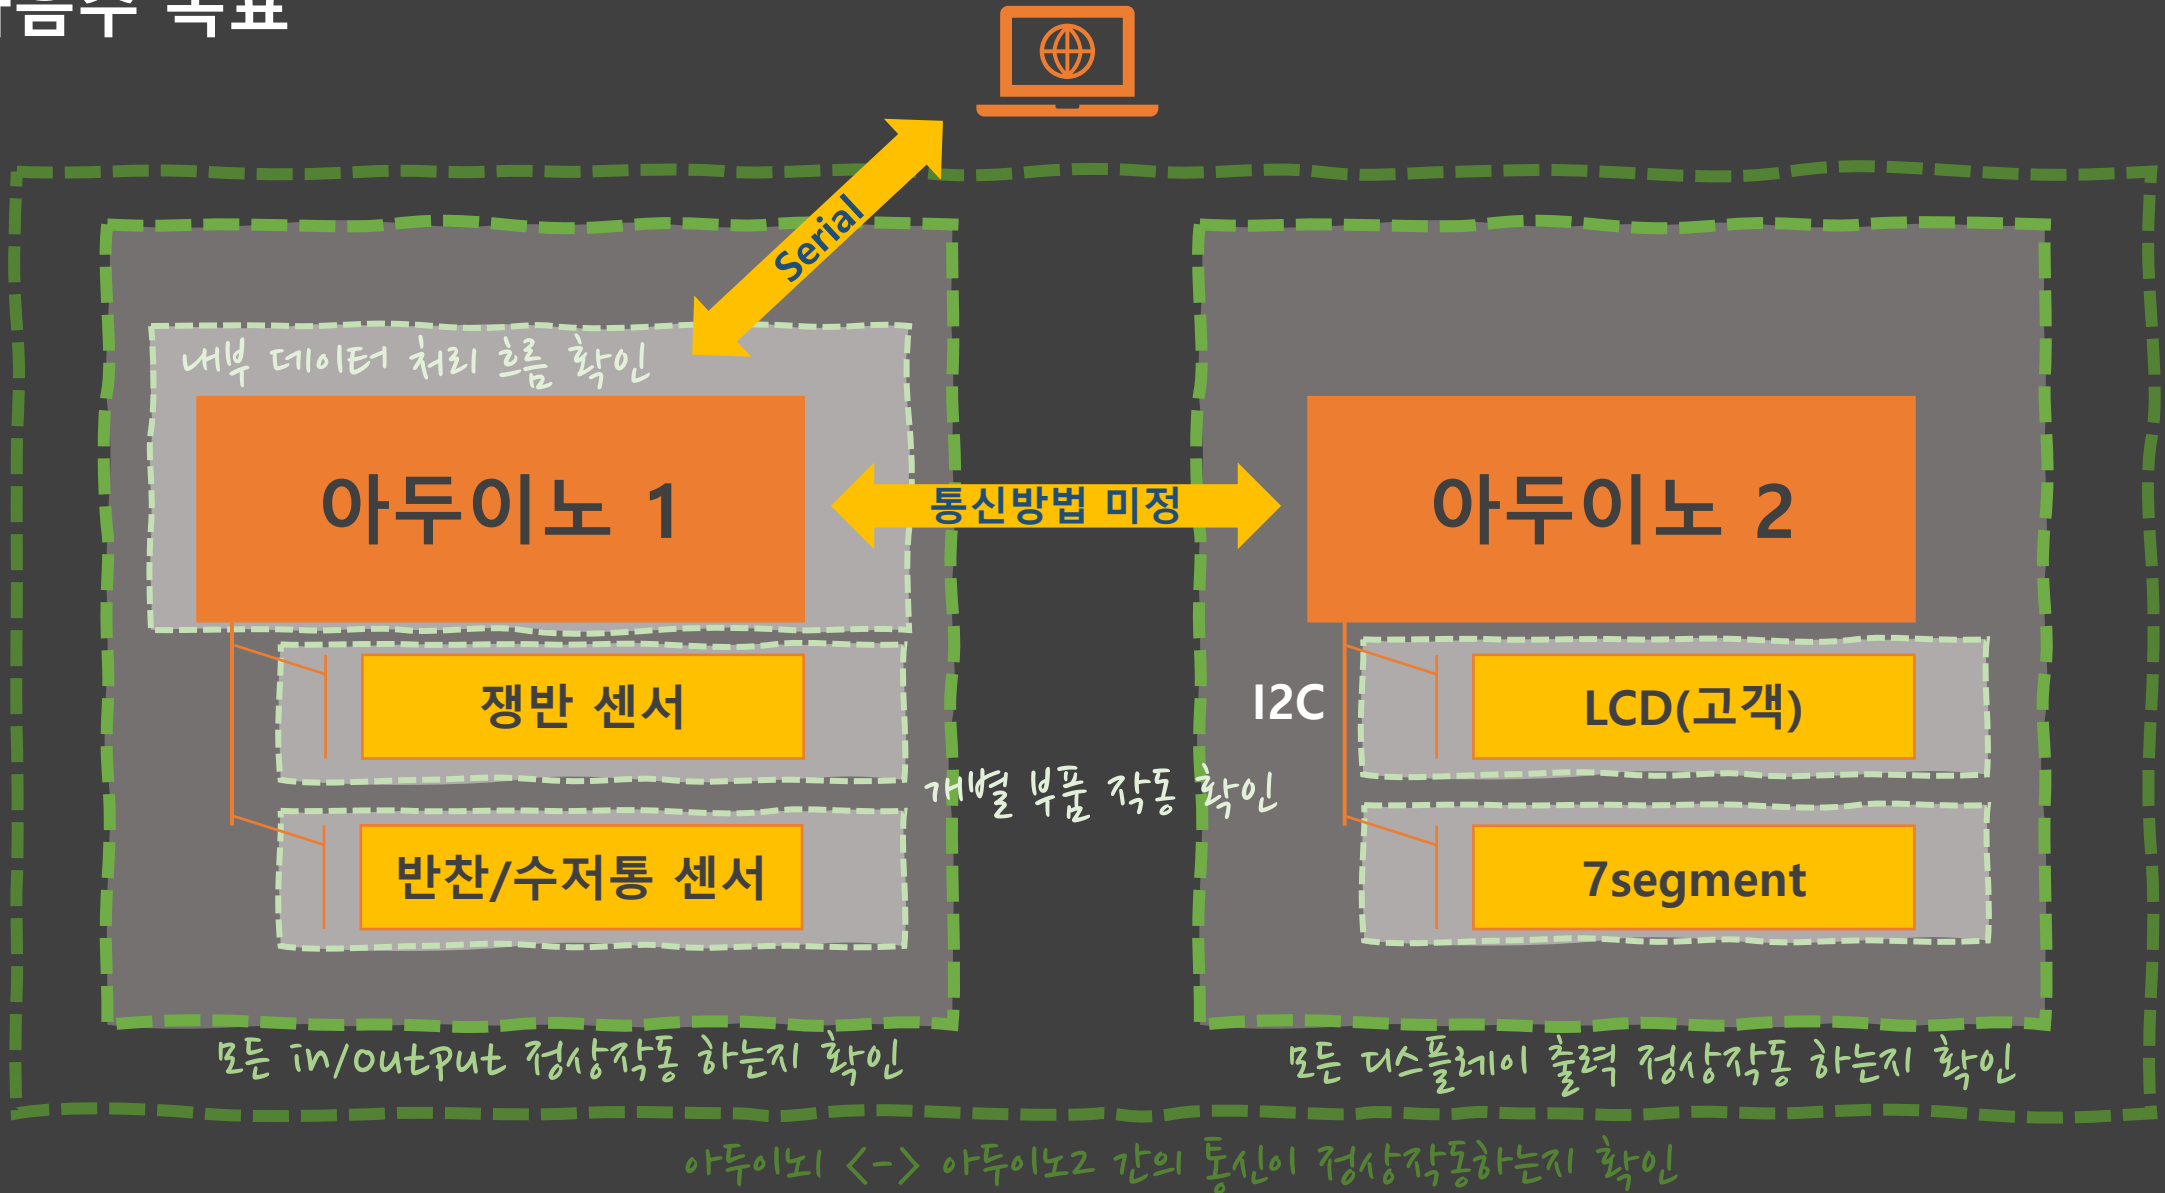 음주 목표
Serial
내부 데이터 처리 흐름 확인
아두이노 1
통신방법 미정
아두이노 2
쟁반 센서
I2C
LCD(고객)
개별 부품 작동 확인
반찬/수저통 센서
7segment
모든 in/output 정상작동 하는지 확인
모든 디스플레이 출력 정상작동 하는지 확인
아두이노1 <-> 아두이노2 간의 통신이 정상작동하는지 확인